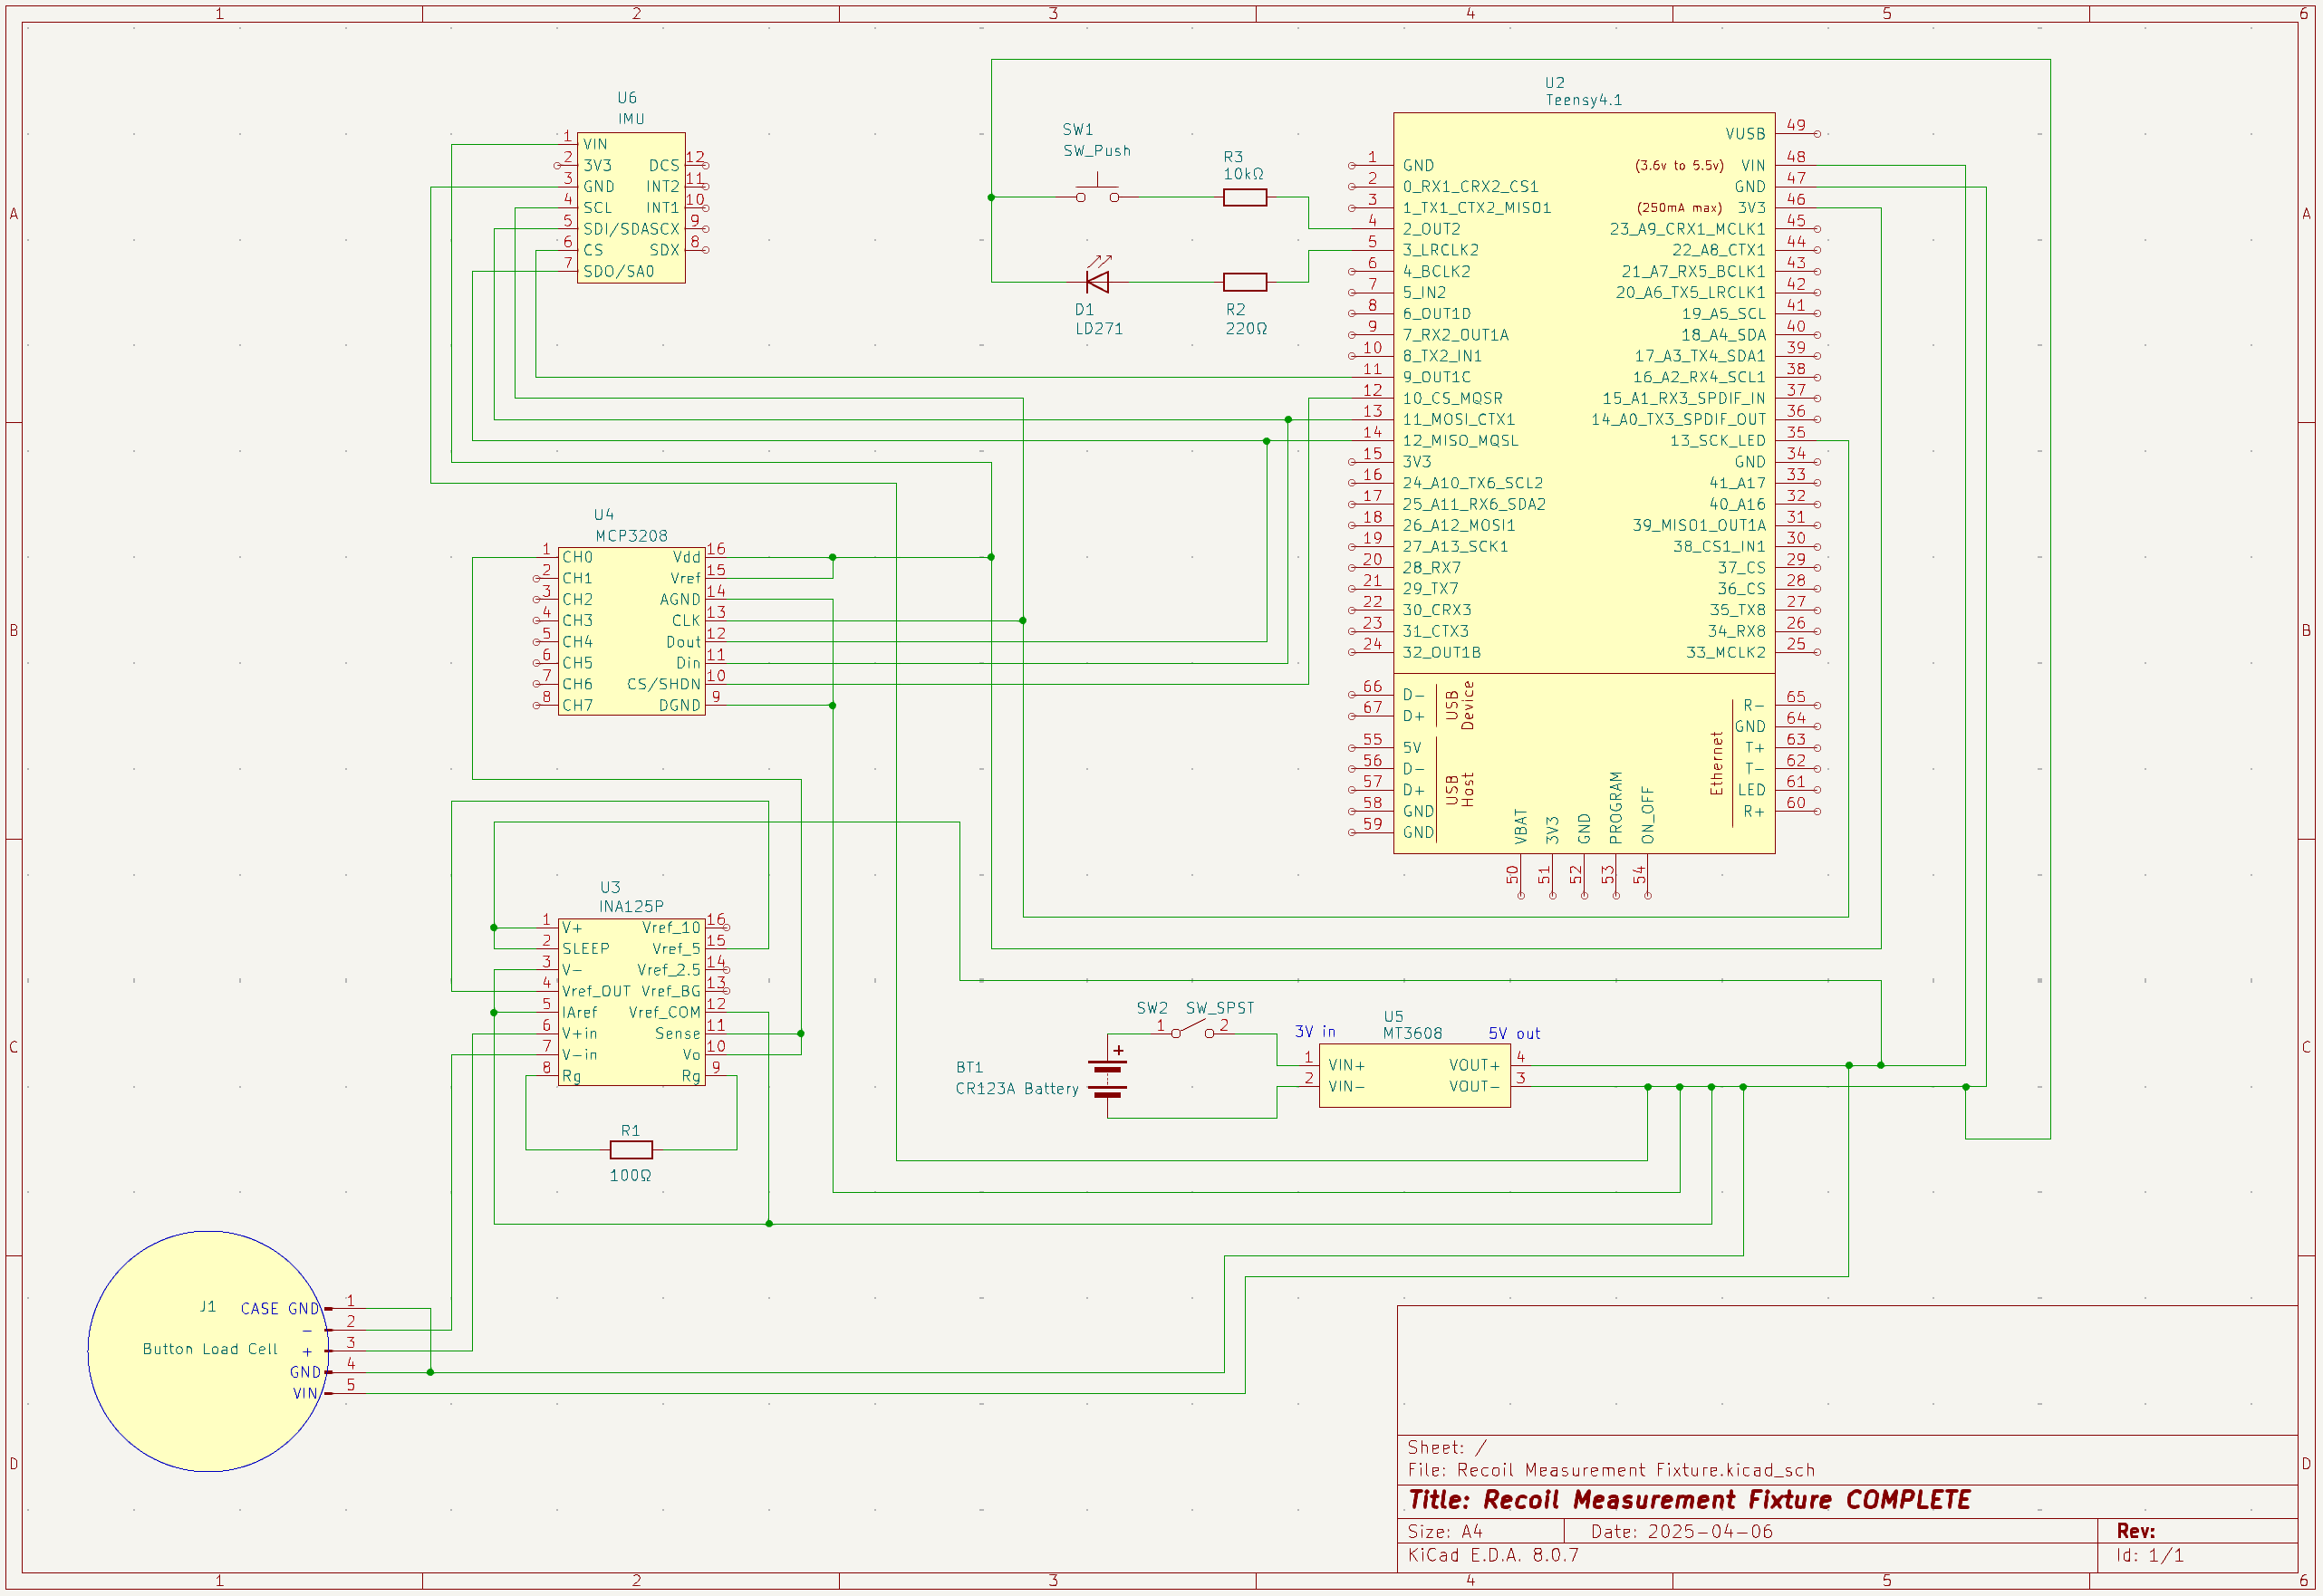 1 2 3 4 5 6
A
B
C
D
A
B
C
D
1 2 3 4 5 6
U6
IMU
1 VIN
2 3V3
3 GND
4 SCL
5 SDI/SDA
6 CS
7 SDO/SA0
DCS 12
INT2 11
INT1 10
SCX 9
SDX 8
SW1
SW_Push
R3
10kΩ
D1
LD271
R2
220Ω
U2
Teensy4.1
1 GND
2 0_RX1_CRX2_CS1
3 1_TX1_CTX2_MISO1
4 2_OUT2
5 3_LRCLK2
6 4_BCLK2
7 5_IN2
8 6_OUT1D
9 7_RX2_OUT1A
10 8_TX2_IN1
11 9_OUT1C
12 10_CS_MQSR
13 11_MOSI_CTX1
14 12_MISO_MQSL
15 3V3
16 24_A10_TX6_SCL2
17 25_A11_RX6_SDA2
18 26_A12_MOSI1
19 27_A13_SCK1
20 28_RX7
21 29_TX7
22 30_CRX3
23 31_CTX3
24 32_OUT1B
66 D-
67 D+
USB Device
55 5V
56 D-
57 D+
58 GND
59 GND
USB Host
VUSB 49
(3.6v to 5.5v) VIN 48
GND 47
(250mA max) 3V3 46
23_A9_CRX1_MCLK1 45
22_A8_CTX1 44
21_A7_RX5_BCLK1 43
20_A6_TX5_LRCLK1 42
19_A5_SCL 41
18_A4_SDA 40
17_A3_TX4_SDA1 39
16_A2_RX4_SCL1 38
15_A1_RX3_SPDIF_IN 37
14_A0_TX3_SPDIF_OUT 36
13_SCK_LED 35
GND 34
41_A17 33
40_A16 32
39_MISO1_OUT1A 31
38_CS1_IN1 30
37_CS 29
36_CS 28
35_TX8 27
34_RX8 26
33_MCLK2 25
R- 65
GND 64
T+ 63
T- 62
LED 61
R+ 60
Ethernet
VBAT 50
3V3 51
GND 52
PROGRAM 53
ON_OFF 54
U4
MCP3208
1 CH0
2 CH1
3 CH2
4 CH3
5 CH4
6 CH5
7 CH6
8 CH7
Vdd 16
Vref 15
AGND 14
CLK 13
Dout 12
Din 11
CS/SHDN 10
DGND 9
U3
INA125P
1 V+
2 SLEEP
3 V-
4 Vref_OUT
5 IAref
6 V+in
7 V-in
8 Rg
Vref_10 16
Vref_5 15
Vref_2.5 14
Vref_BG 13
Vref_COM 12
Sense 11
Vo 10
Rg 9
R1
100Ω
SW2 SW_SPST
1 2
BT1
CR123A Battery
+
3V in
U5
MT3608
5V out
1 VIN+
2 VIN-
VOUT+ 4
VOUT- 3
J1
Button Load Cell
CASE GND 1
- 2
+ 3
GND 4
VIN 5
Sheet: /
File: Recoil Measurement Fixture.kicad_sch
Title: Recoil Measurement Fixture COMPLETE
Size: A4 Date: 2025-04-06 Rev:
KiCad E.D.A. 8.0.7 Id: 1/1